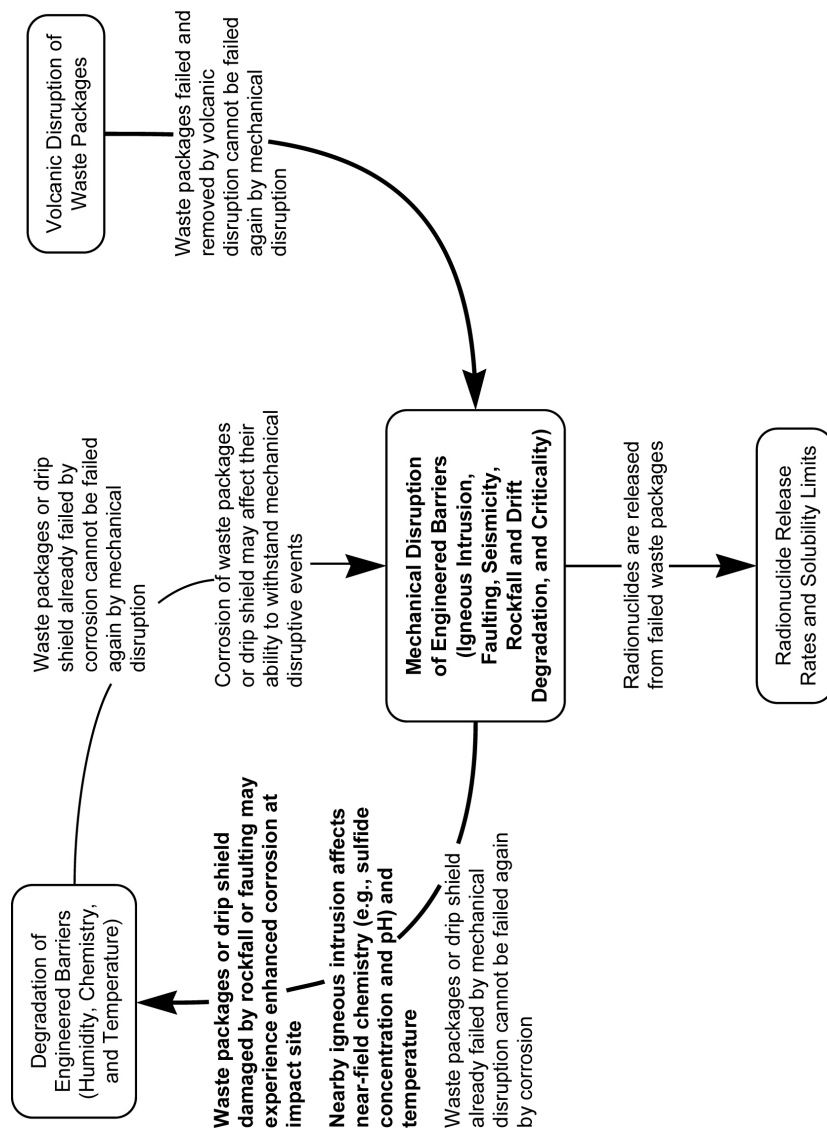 Degradation of
Engineered Barriers
(Humidity, Chemistry,
and Temperature)
Waste packages or drip
shield already failed by
corrosion cannot be failed
again by mechanical
disruption
Volcanic Disruption of
Waste Packages
Waste packages failed and
removed by volcanic
disruption cannot be failed
again by mechanical
disruption
Corrosion of waste packages
or drip shield may affect their
ability to withstand mechanical
disruptive events
Waste packages or drip shield
damaged by rockfall or faulting may
experience enhanced corrosion at
impact site
Nearby igneous intrusion affects
near-field chemistry (e.g., sulfide
concentration and pH) and
temperature
Waste packages or drip shield
already failed by mechanical
disruption cannot be failed again
by corrosion
Mechanical Disruption
of Engineered Barriers
(Igneous Intrusion,
Faulting, Seismicity,
Rockfall and Drift
Degradation, and Criticality)
Radionuclides are released
from failed waste packages
Radionuclide Release
Rates and Solubility Limits